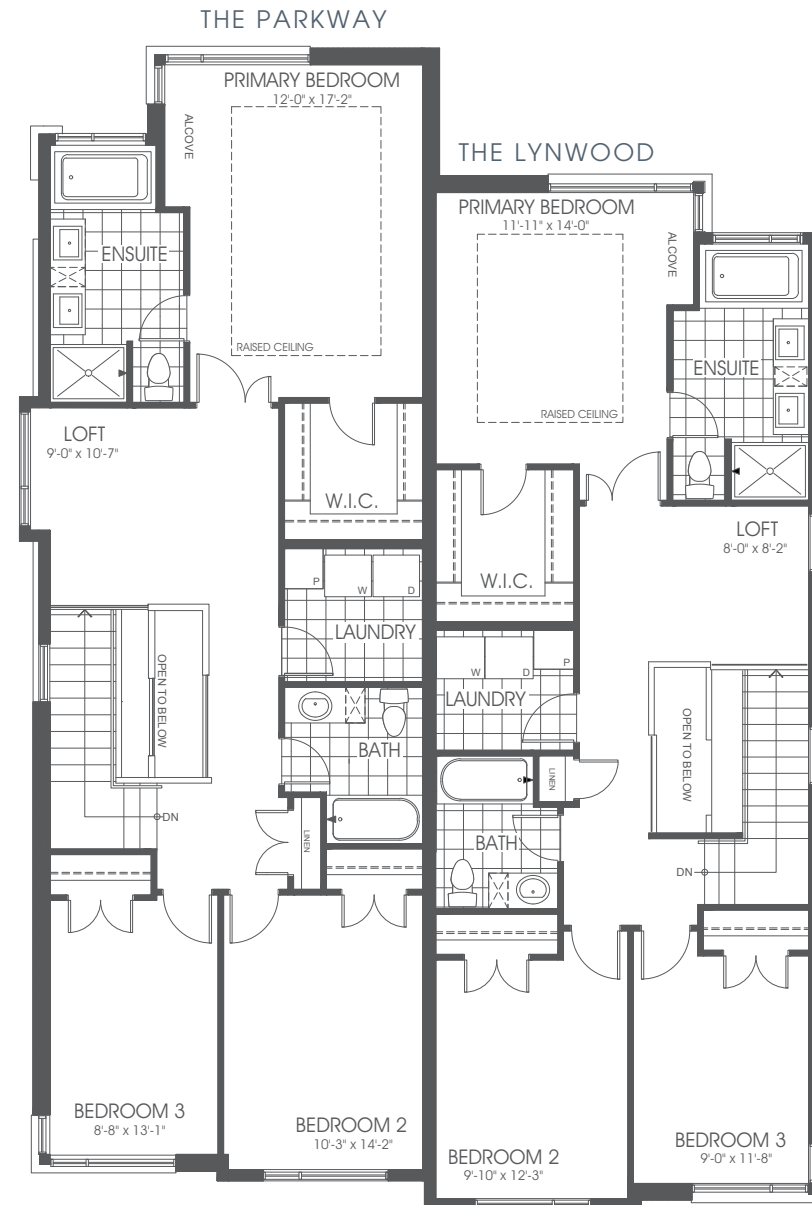 THE PARKWAY
PRIMARY BEDROOM
12'-0" x 17'-2"
ALCOVE
ENSUITE
RAISED CEILING
LOFT
9'-0" x 10'-7"
W.I.C.
P
W
D
LAUNDRY
OPEN TO BELOW
BATH
DN
LINEN
BEDROOM 3
8'-8" x 13'-1"
BEDROOM 2
10'-3" x 14'-2"
THE LYNWOOD
PRIMARY BEDROOM
11'-11" x 14'-0"
ALCOVE
ENSUITE
RAISED CEILING
LOFT
8'-0" x 8'-2"
W.I.C.
W
D
P
LAUNDRY
OPEN TO BELOW
LINEN
BATH
DN
BEDROOM 2
9'-10" x 12'-3"
BEDROOM 3
9'-0" x 11'-8"